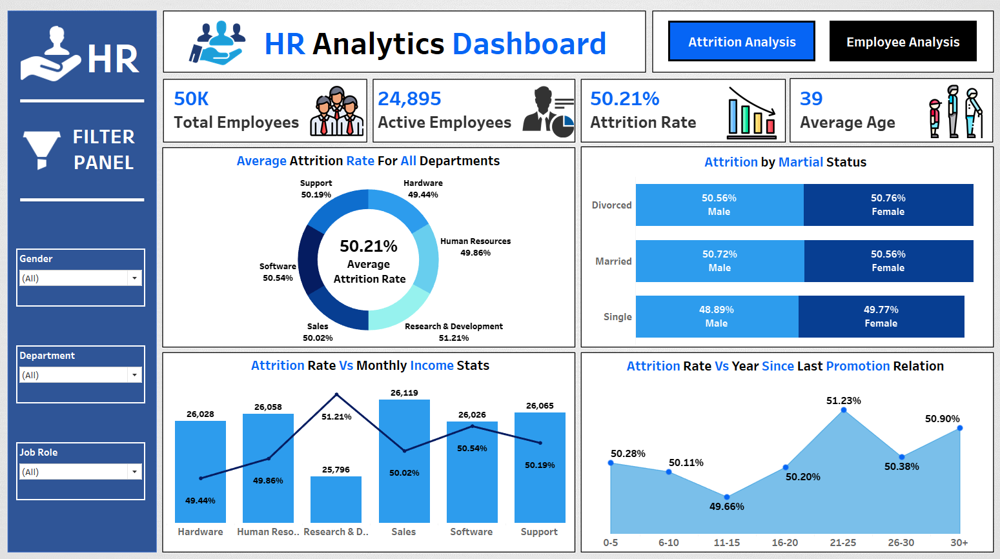 HR
FILTER
PANEL
Gender
(All)
Department
(All)
Job Role
(All)
HR Analytics Dashboard
Attrition Analysis
Employee Analysis
50K
Total Employees
24,895
Active Employees
50.21%
Attrition Rate
39
Average Age
Average Attrition Rate For All Departments
Support
50.19%
Hardware
49.44%
Human Resources
49.86%
Software
50.54%
Sales
50.02%
Research & Development
51.21%
50.21%
Average
Attrition Rate
Attrition by Martial Status
Divorced
50.56%
Male
50.76%
Female
Married
50.72%
Male
50.56%
Female
Single
48.89%
Male
49.77%
Female
Attrition Rate Vs Monthly Income Stats
26,028
26,058
25,796
26,119
26,026
26,065
49.44%
49.86%
51.21%
50.02%
50.54%
50.19%
Hardware
Human Reso..
Research & D..
Sales
Software
Support
Attrition Rate Vs Year Since Last Promotion Relation
50.28%
50.11%
49.66%
50.20%
51.23%
50.38%
50.90%
0-5
6-10
11-15
16-20
21-25
26-30
30+